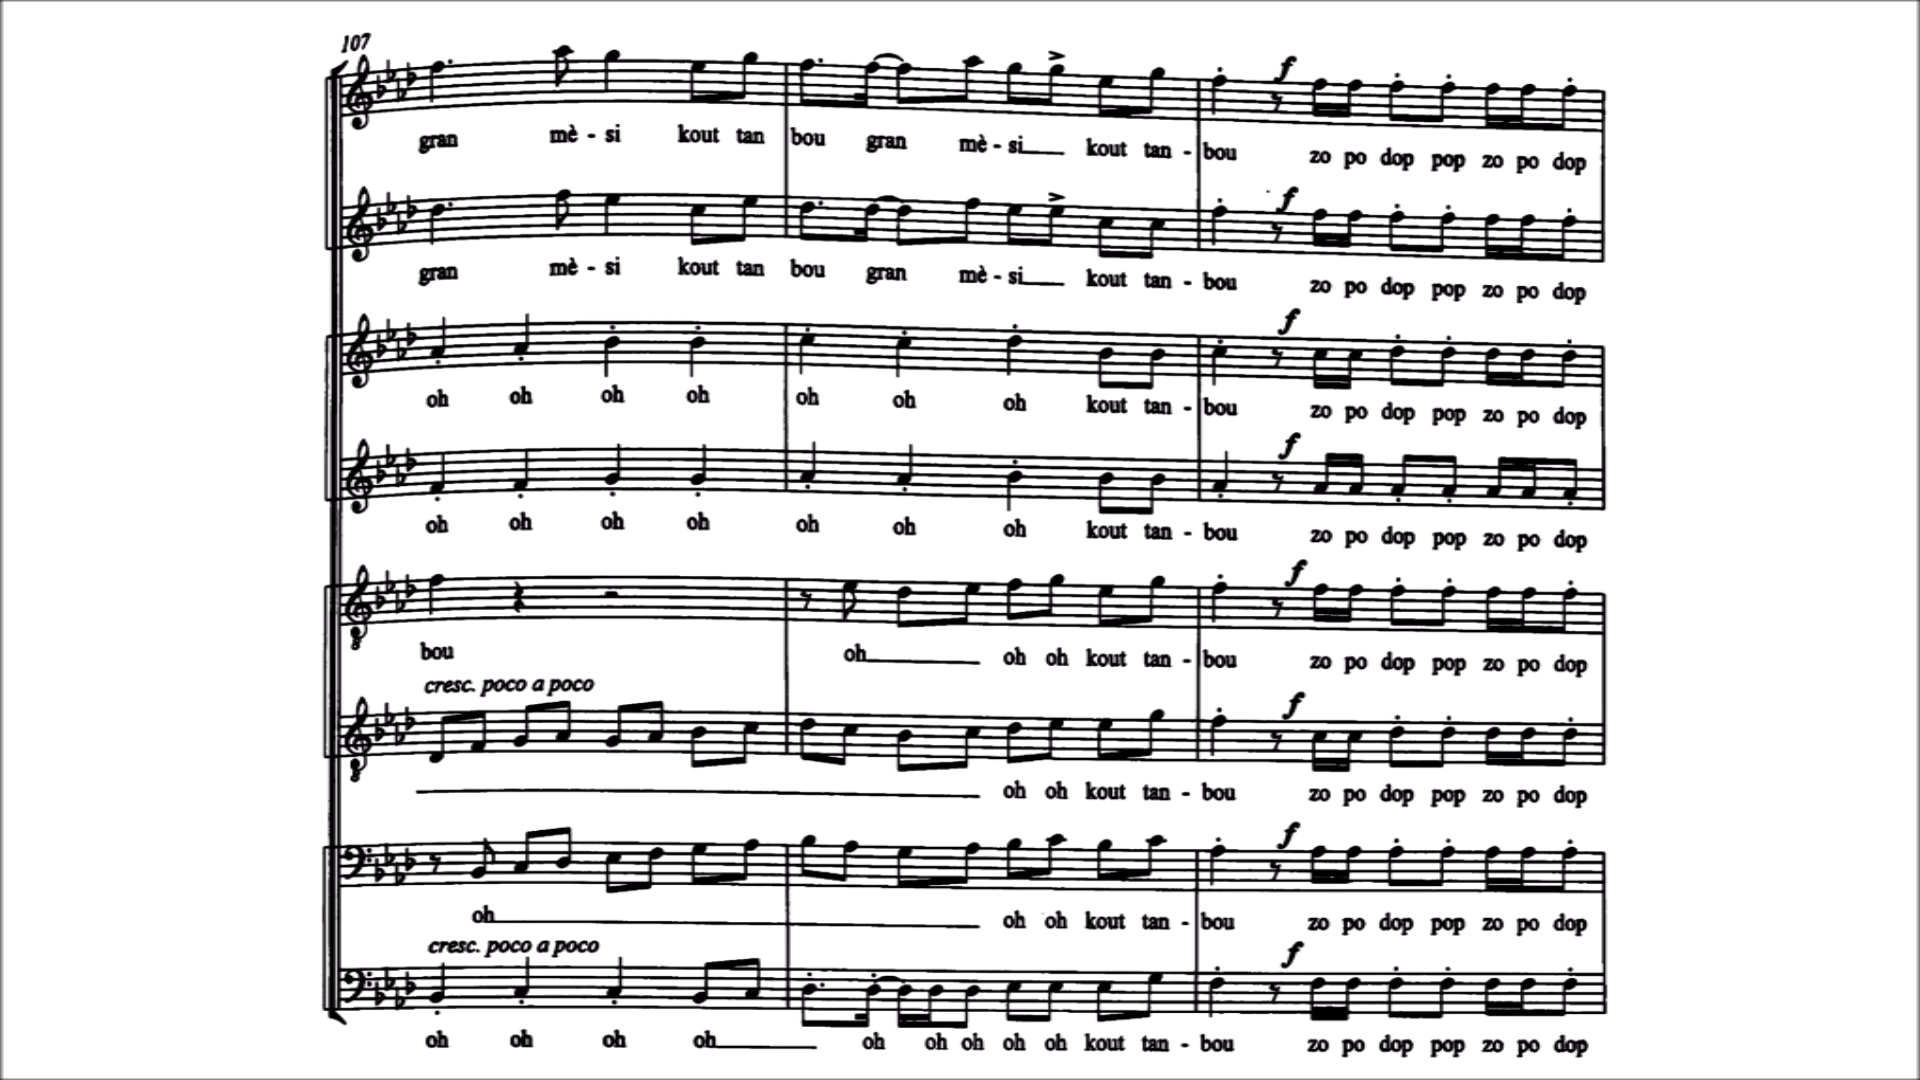 107
f
gran mè - si kout tan bou gran mè - si kout tan - bou zo po dop pop zo po dop
f
gran mè - si kout tan bou gran mè - si kout tan - bou zo po dop pop zo po dop
f
oh oh oh oh oh oh oh kout tan - bou zo po dop pop zo po dop
f
oh oh oh oh oh oh oh kout tan - bou zo po dop pop zo po dop
f
8
bou oh oh oh kout tan - bou zo po dop pop zo po dop
cresc. poco a poco
f
8
oh oh kout tan - bou zo po dop pop zo po dop
f
oh oh oh kout tan - bou zo po dop pop zo po dop
cresc. poco a poco
f
oh oh oh oh oh oh oh oh oh kout tan - bou zo po dop pop zo po dop